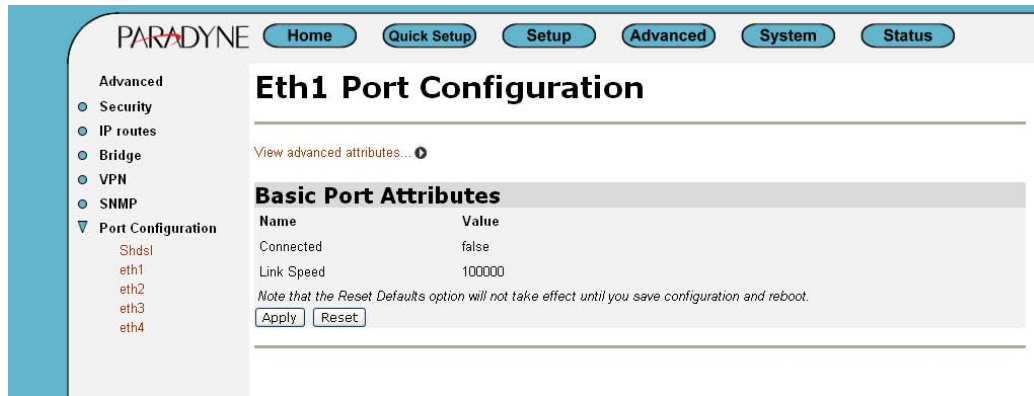 PARADYNE
Home Quick Setup Setup Advanced System Status
Advanced
Security
IP routes
Bridge
VPN
SNMP
Port Configuration
Shdsl
eth1
eth2
eth3
eth4
Eth1 Port Configuration
View advanced attributes...
Basic Port Attributes
Name Value
Connected false
Link Speed 100000
Note that the Reset Defaults option will not take effect until you save configuration and reboot.
Apply Reset